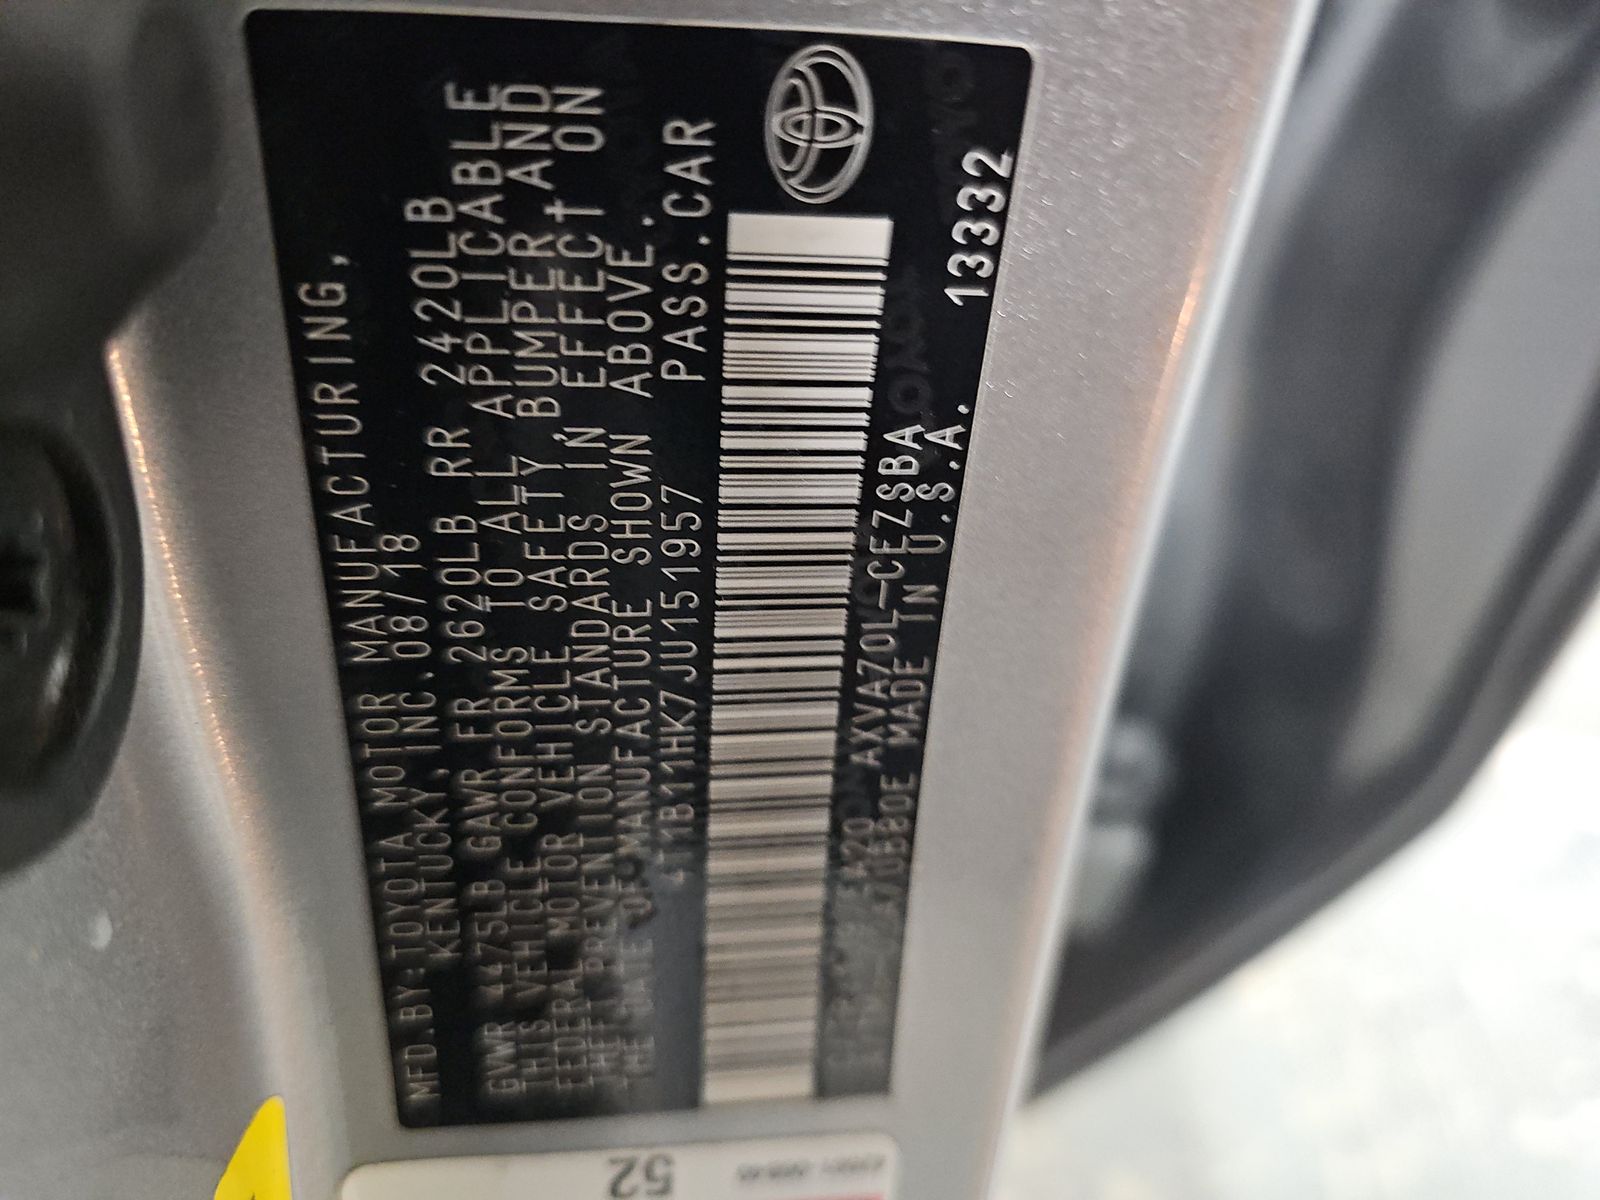 MFD.BY:TOYOTA MOTOR MANUFACTURING,
KENTUCKY, INC. 08/18
GVWR 4475LB GAWR FR 2620LB RR 2420LB
THIS VEHICLE CONFORMS TO ALL APPLICABLE
FEDERAL MOTOR VEHICLE SAFETY BUMPER AND
THEFT PREVENTION STANDARDS IN EFFECT ON
THE DATE OF MANUFACTURE SHOWN ABOVE.
4T1B11HK7JU151957 PASS.CAR
AXVA70L-CEZSBA
MADE IN U.S.A. 13332
52